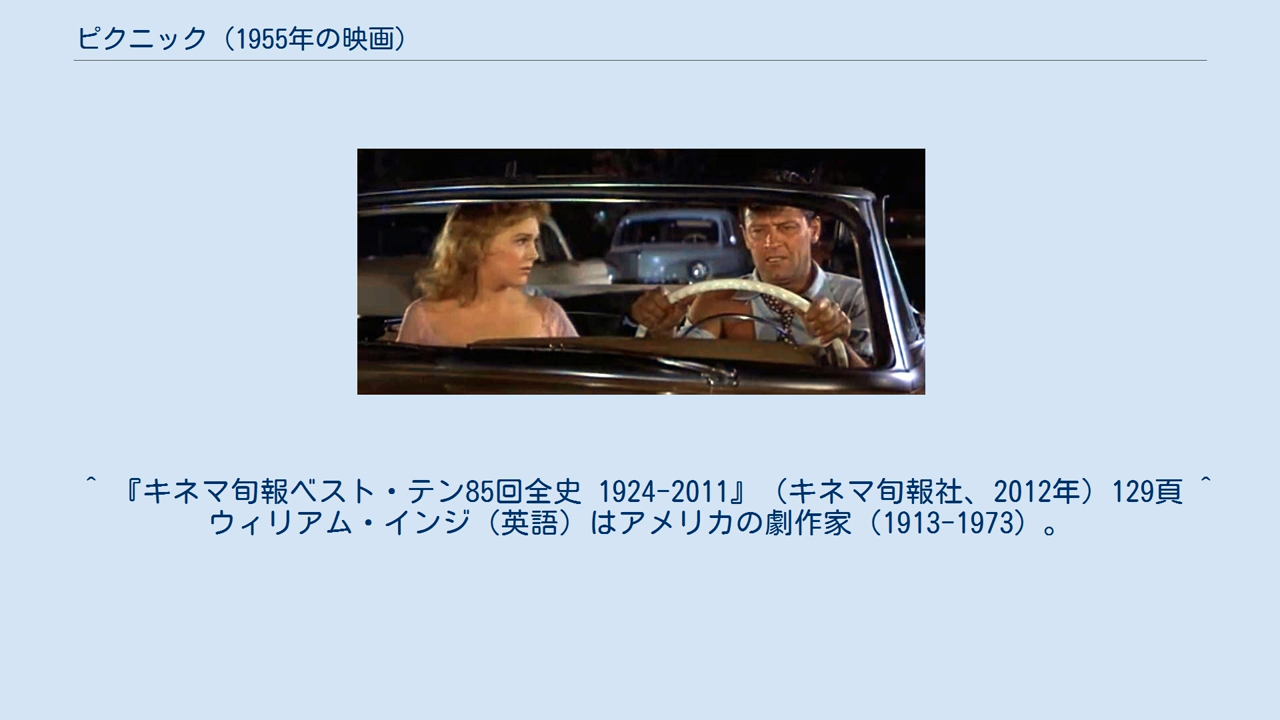 ピクニック（1955年の映画）
^ 『キネマ旬報ベスト・テン85回全史 1924-2011』（キネマ旬報社、2012年）129頁 ^
ウィリアム・インジ（英語）はアメリカの劇作家（1913-1973）。